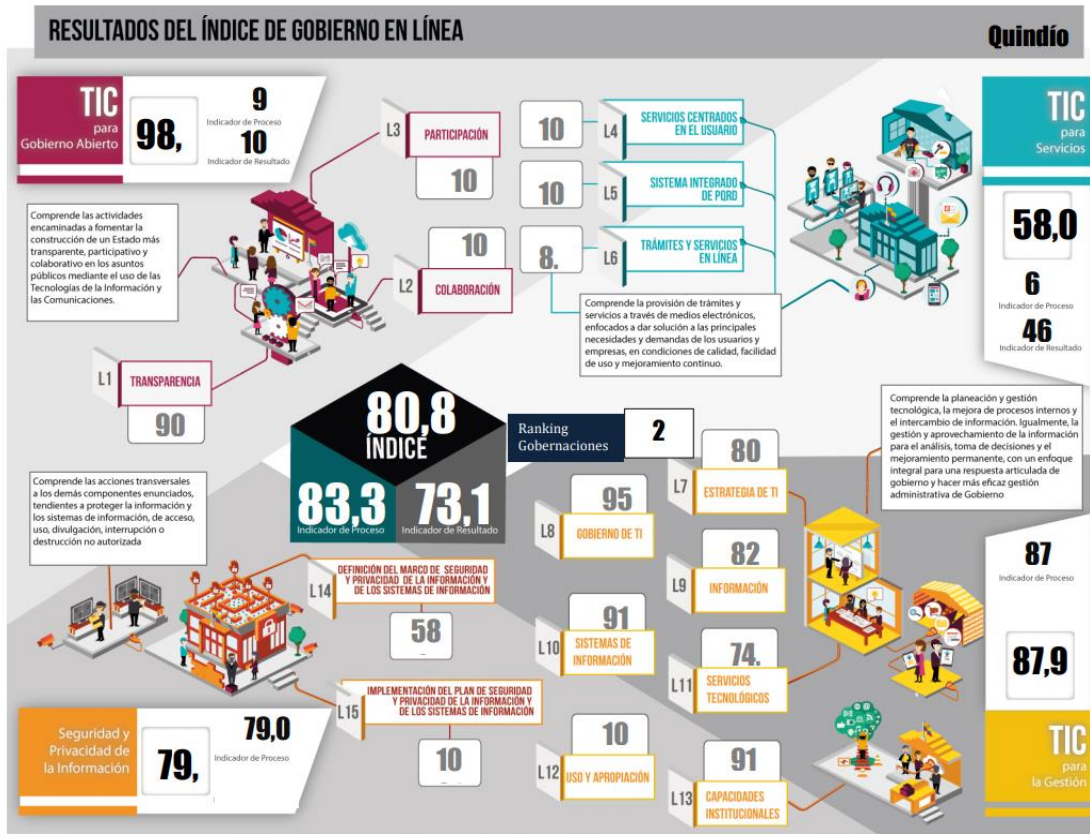 RESULTADOS DEL ÍNDICE DE GOBIERNO EN LÍNEA
Quindío
TIC
para
Gobierno Abierto
98,
9
Indicador de Proceso
10
Indicador de Resultado
Comprende las actividades
encaminadas a fomentar la
construcción de un Estado más
transparente, participativo y
colaborativo en los asuntos
públicos mediante el uso de las
Tecnologías de la Información y
las Comunicaciones.
L3
PARTICIPACIÓN
10
10
L2
COLABORACIÓN
L1
TRANSPARENCIA
90
10
L4
SERVICIOS CENTRADOS
EN EL USUARIO
10
L5
SISTEMA INTEGRADO
DE PQRD
8.
L6
TRÁMITES Y SERVICIOS
EN LÍNEA
Comprende la provisión de trámites y
servicios a través de medios electrónicos,
enfocados a dar solución a las principales
necesidades y demandas de los usuarios y
empresas, en condiciones de calidad, facilidad
de uso y mejoramiento continuo.
TIC
para
Servicios
58,0
6
Indicador de Proceso
46
Indicador de Resultado
80,8
ÍNDICE
83,3
Indicador de Proceso
73,1
Indicador de Resultado
Ranking
Gobernaciones
2
Comprende la planeación y gestión
tecnológica, la mejora de procesos internos y
el intercambio de información. Igualmente, la
gestión y aprovechamiento de la información
para el análisis, toma de decisiones y el
mejoramiento permanente, con un enfoque
integral para una respuesta articulada de
gobierno y hacer más eficaz gestión
administrativa de Gobierno
80
L7
ESTRATEGIA DE TI
95
L8
GOBIERNO DE TI
82
L9
INFORMACIÓN
91
L10
SISTEMAS DE
INFORMACIÓN
74.
L11
SERVICIOS
TECNOLÓGICOS
10
L12
USO Y APROPIACIÓN
91
L13
CAPACIDADES
INSTITUCIONALES
87
Indicador de Proceso
87,9
TIC
para
la Gestión
Comprende las acciones transversales
a los demás componentes enunciados,
tendientes a proteger la información y
los sistemas de información, de acceso,
uso, divulgación, interrupción o
destrucción no autorizada
L14
DEFINICIÓN DEL MARCO DE SEGURIDAD
Y PRIVACIDAD DE LA INFORMACIÓN Y
DE LOS SISTEMAS DE INFORMACIÓN
58
L15
IMPLEMENTACIÓN DEL PLAN DE SEGURIDAD
Y PRIVACIDAD DE LA INFORMACIÓN Y
DE LOS SISTEMAS DE INFORMACIÓN
10
Seguridad y
Privacidad de
la Información
79,
79,0
Indicador de Proceso